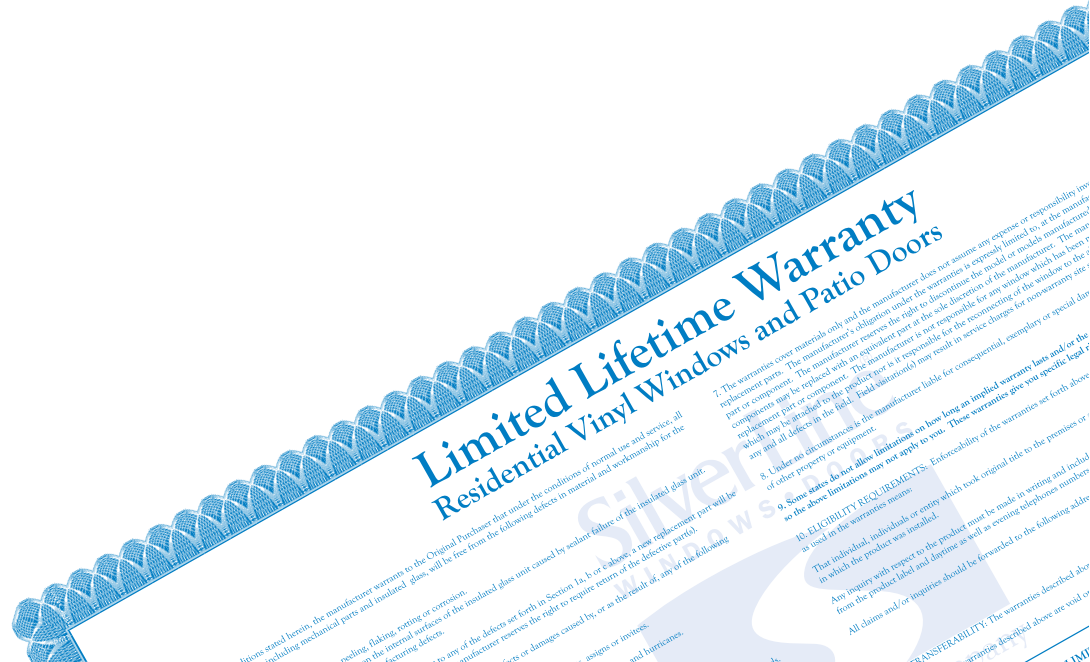 Limited Lifetime Warranty
Residential Vinyl Windows and Patio Doors
ditions stated herein, the manufacturer warrants to the Original Purchaser that under the conditions of normal use and service, all
including mechanical parts and insulated glass, will be free from the following defects in material and workmanship for the
peeling, flaking, rotting or corrosion.
n the internal surfaces of the insulated glass unit caused by sealant failure of the insulated glass unit.
facturing defects.
to any of the defects set forth in Section 1a, b or c above, a new replacement part will be
anufacturer reserves the right to require return of the defective part(s).
fects or damages caused by, or as the result of, any of the following
assigns or invitees.
and hurricanes.
7. The warranties cover materials only and the manufacturer does not assume any expense or responsibility
replacement parts. The manufacturer's obligation under the warranties is expressly limited to, at the
part or component. The manufacturer reserves the right to discontinue the model or models manufactured
components may be replaced with an equivalent part at the sole discretion of the manufacturer. The
replacement part or component. The manufacturer is not responsible for any window which has been
which may be attached to the product nor is it responsible for the reconnecting of the window to the
any and all defects in the field. Field visitation(s) may result in service charges for non-warranty site
8. Under no circumstances is the manufacturer liable for consequential, exemplary or special
of other property or equipment.
9. Some states do not allow limitations on how long an implied warranty lasts and/or the
so the above limitations may not apply to you. These warranties give you specific legal
10. ELIGIBILITY REQUIREMENTS: Enforceability of the warranties set forth above
as used in the warranties means:
That individual, individuals or entity which took original title to the premises
in which the product was installed.
Any inquiry with respect to the product must be made in writing and
from the product label and daytime as well as evening telephone numbers
All claims and/or inquiries should be forwarded to the following
TRANSFERABILITY: The warranties described
arranties described above are void
SilverLine
WINDOWS & DOORS